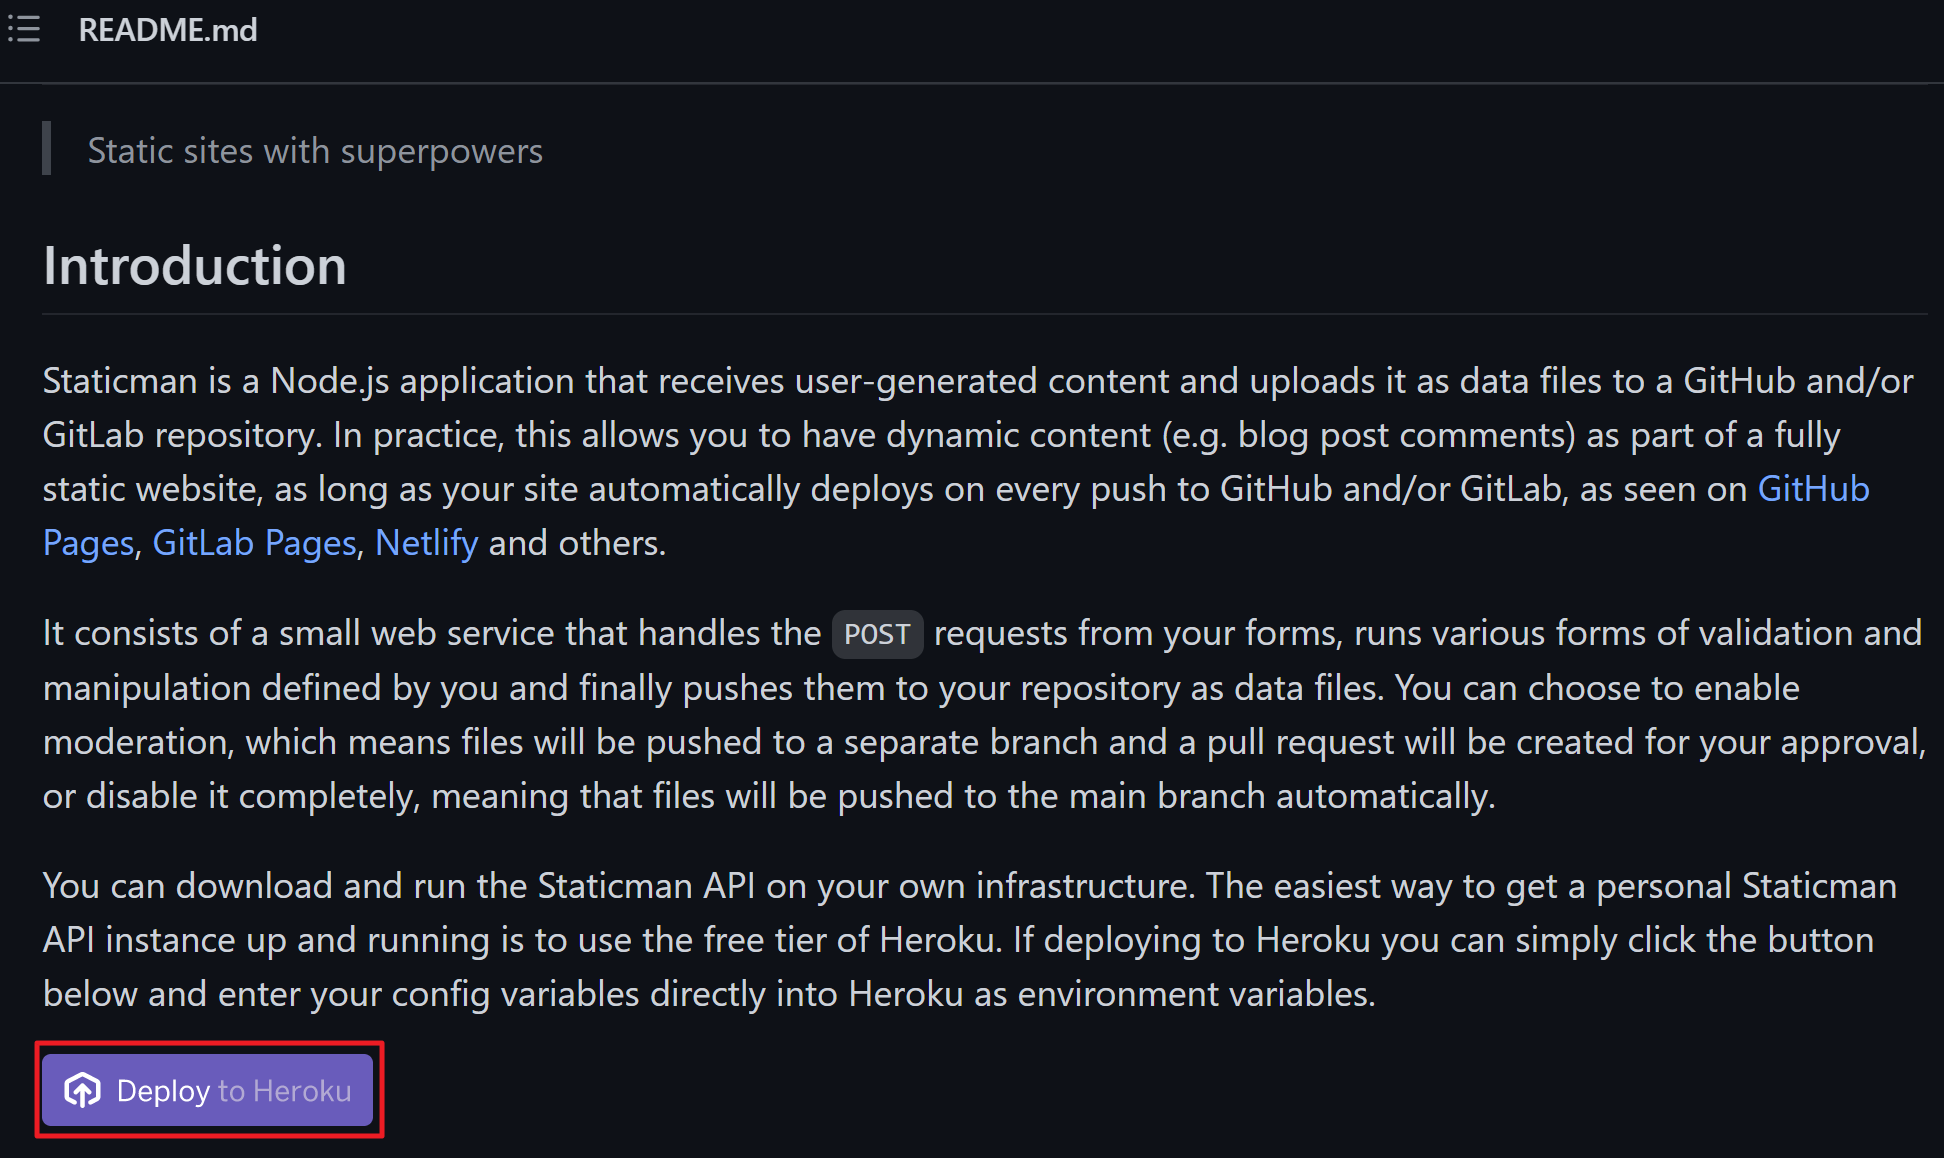 README.md
Static sites with superpowers
Introduction
Staticman is a Node.js application that receives user-generated content and uploads it as data files to a GitHub and/or
GitLab repository. In practice, this allows you to have dynamic content (e.g. blog post comments) as part of a fully
static website, as long as your site automatically deploys on every push to GitHub and/or GitLab, as seen on GitHub
Pages, GitLab Pages, Netlify and others.
It consists of a small web service that handles the POST requests from your forms, runs various forms of validation and
manipulation defined by you and finally pushes them to your repository as data files. You can choose to enable
moderation, which means files will be pushed to a separate branch and a pull request will be created for your approval,
or disable it completely, meaning that files will be pushed to the main branch automatically.
You can download and run the Staticman API on your own infrastructure. The easiest way to get a personal Staticman
API instance up and running is to use the free tier of Heroku. If deploying to Heroku you can simply click the button
below and enter your config variables directly into Heroku as environment variables.
Deploy to Heroku